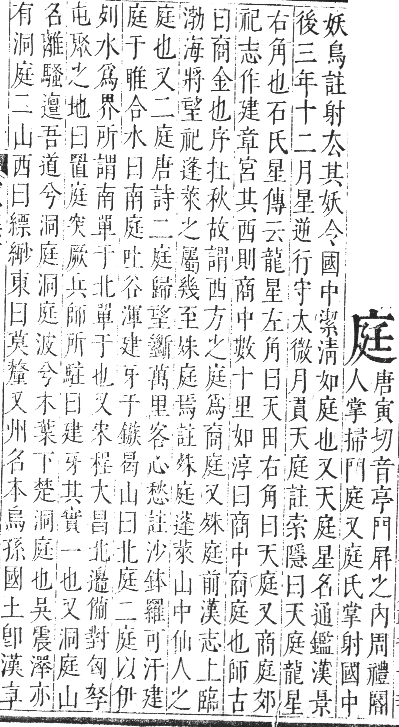 庭
唐寅切音亭門屏之內周禮閽
人掌掃門庭又庭氏掌射國中
妖鳥註射厺其妖令國中潔清如庭也又天庭星名通鑑漢景
後三年十二月星逆行守太微月貫天庭註索隱曰天庭龍星
右角也石氏星傳云龍星左角曰天田右角曰天庭又商庭郊
祀志作建章宮其西則商中數十里如淳曰商中商庭也師古
曰商金也序在秋故謂西方之庭爲商庭又殊庭前漢志上臨
渤海將望祀蓬萊之屬幾至殊庭焉註殊庭蓬萊山中仙人之
庭也又二庭唐詩二庭歸望斷萬里客心愁註沙鉢羅可汗建
庭于雎合水曰南庭吐谷渾建牙于鏃曷山曰北庭二庭以伊
列水爲界所謂南單于北單于也又宋程大昌北邊備對匈奴
屯聚之地曰置庭突厥兵師所駐曰建牙其實一也又洞庭山
名離騷邅吾道兮洞庭洞庭波兮木葉下楚洞庭也吳震澤亦
有洞庭二山西曰縹緲東曰莫釐又州名本烏孫國土卽漢車